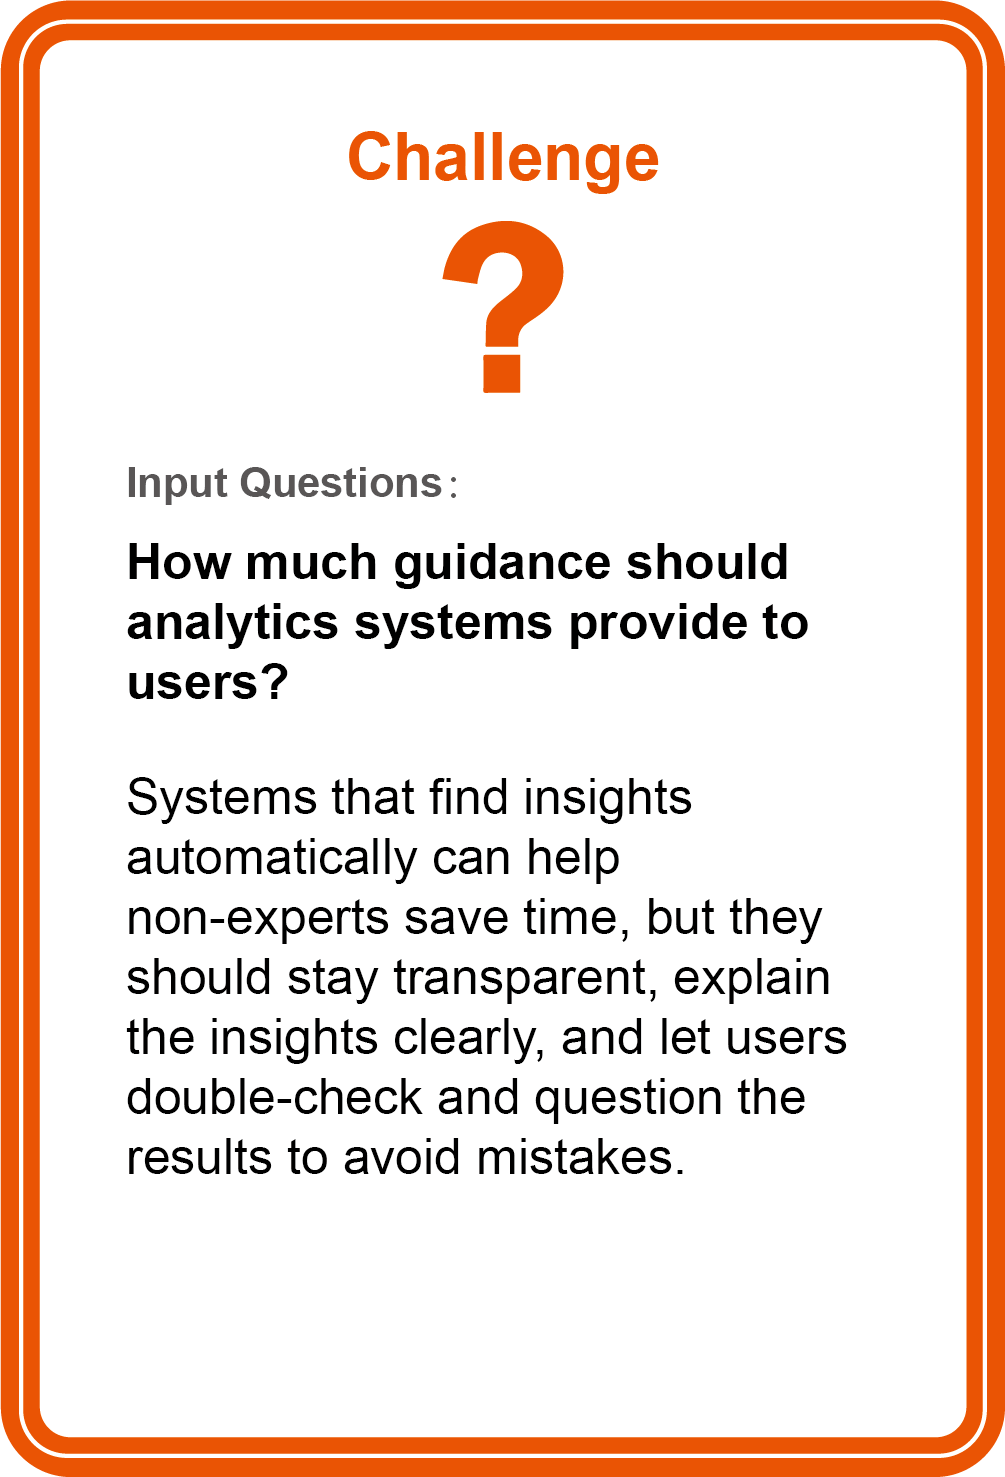 Challenge
?
Input Questions:
How much guidance should
analytics systems provide to
users?
Systems that find insights
automatically can help
non-experts save time, but they
should stay transparent, explain
the insights clearly, and let users
double-check and question the
results to avoid mistakes.